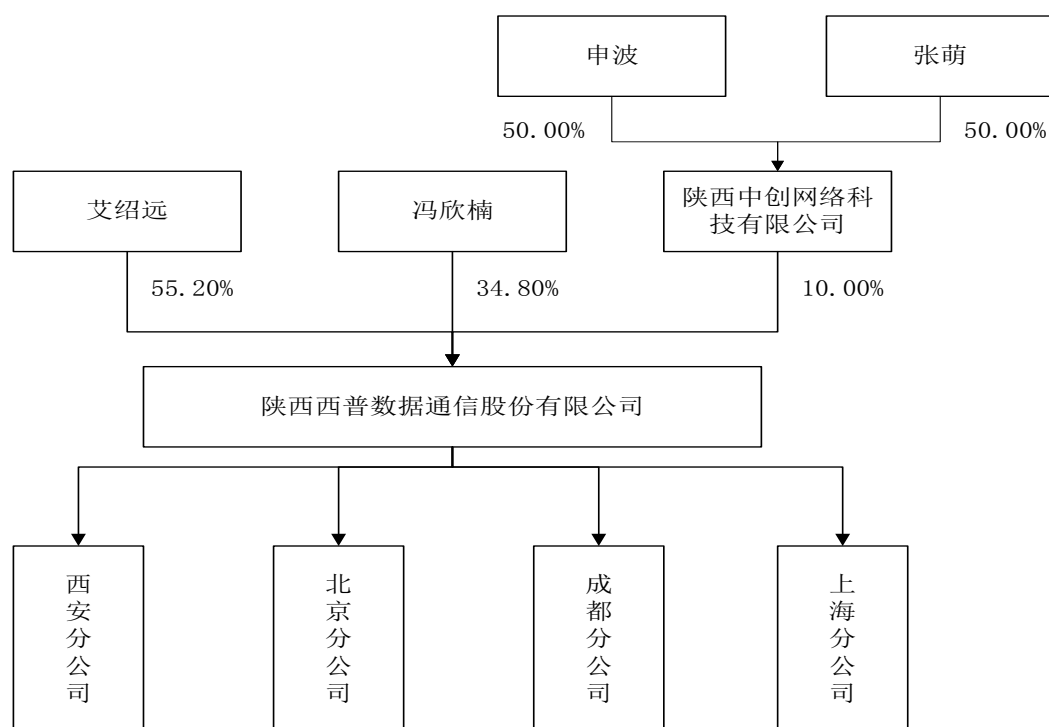 申波
张萌
50.00%
50.00%
艾绍远
冯欣楠
陕西中创网络科
技有限公司
55.20%
34.80%
10.00%
陕西西普数据通信股份有限公司
西安分公司
北京分公司
成都分公司
上海分公司